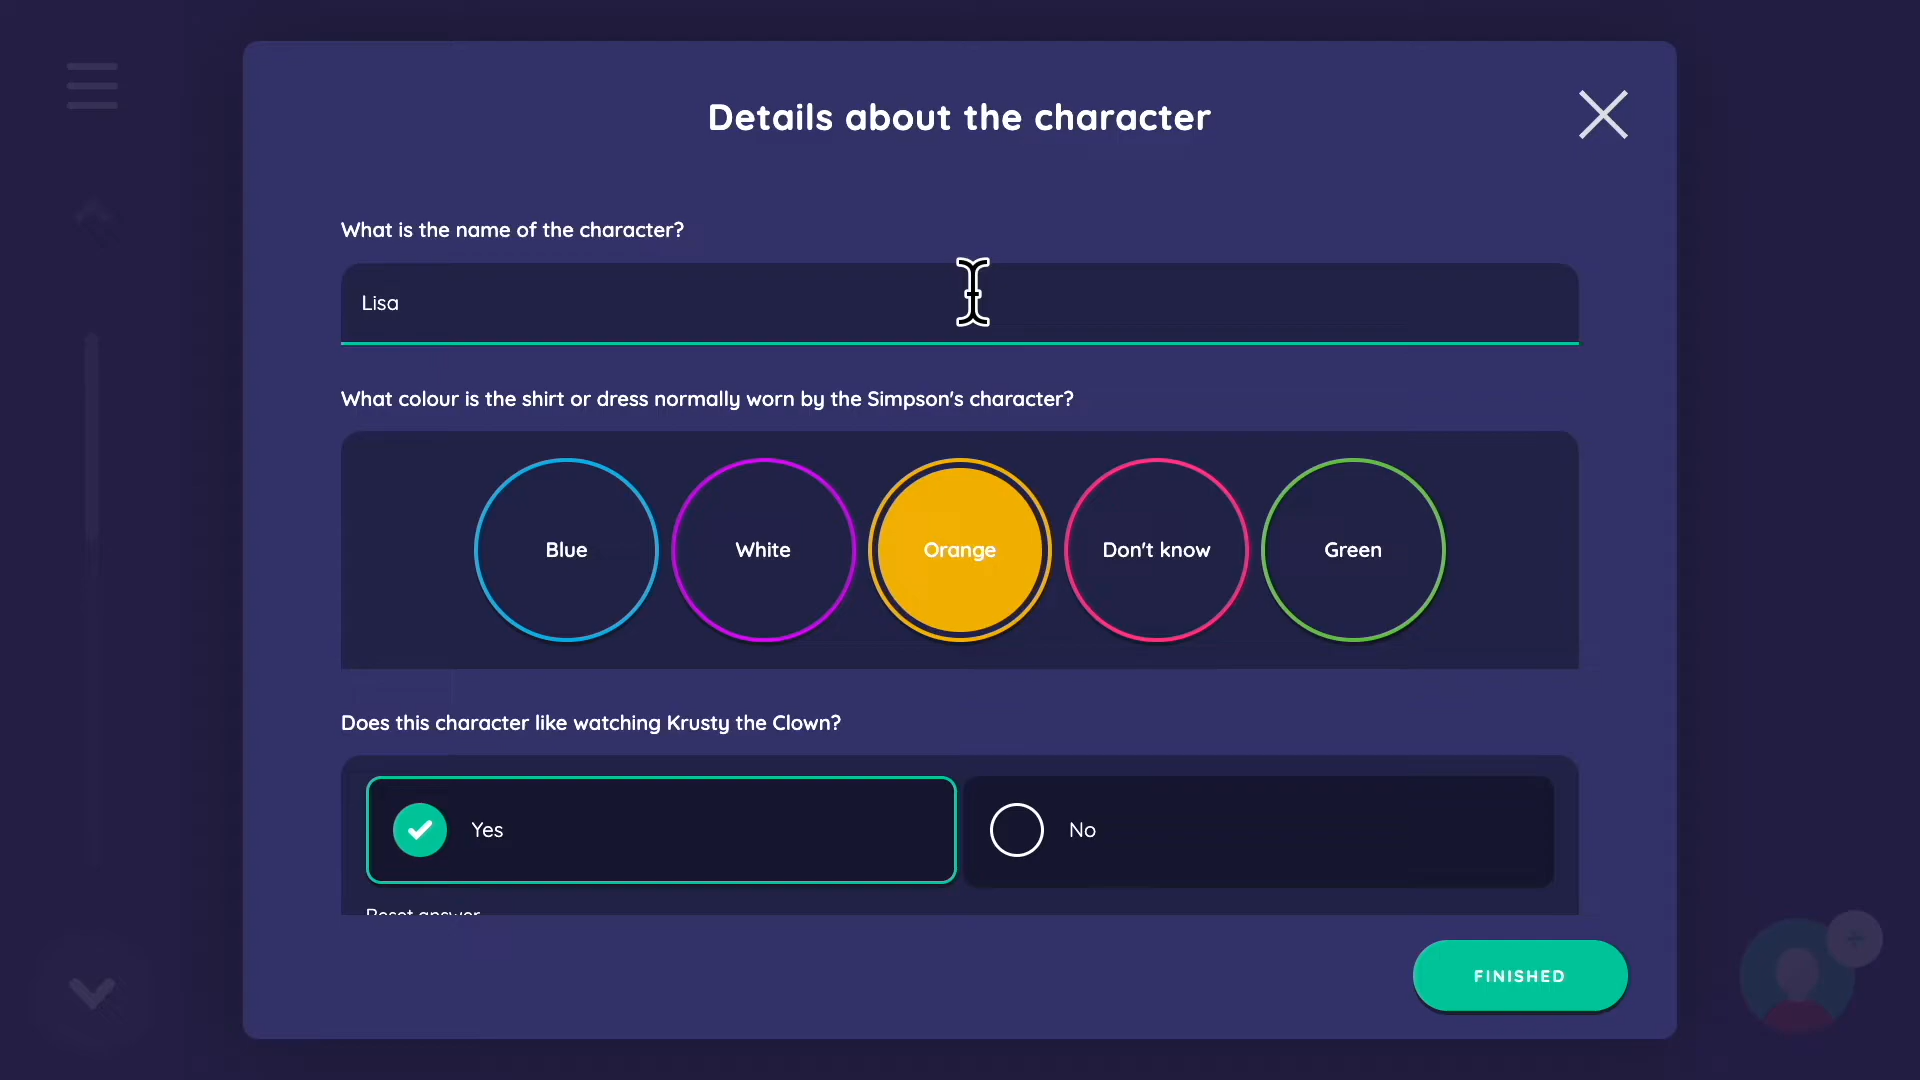 Details about the character
What is the name of the character?
Lisa
What colour is the shirt or dress normally worn by the Simpson's character?
Blue
White
Orange
Don't know
Green
Does this character like watching Krusty the Clown?
Yes
No
Reset answer
FINISHED